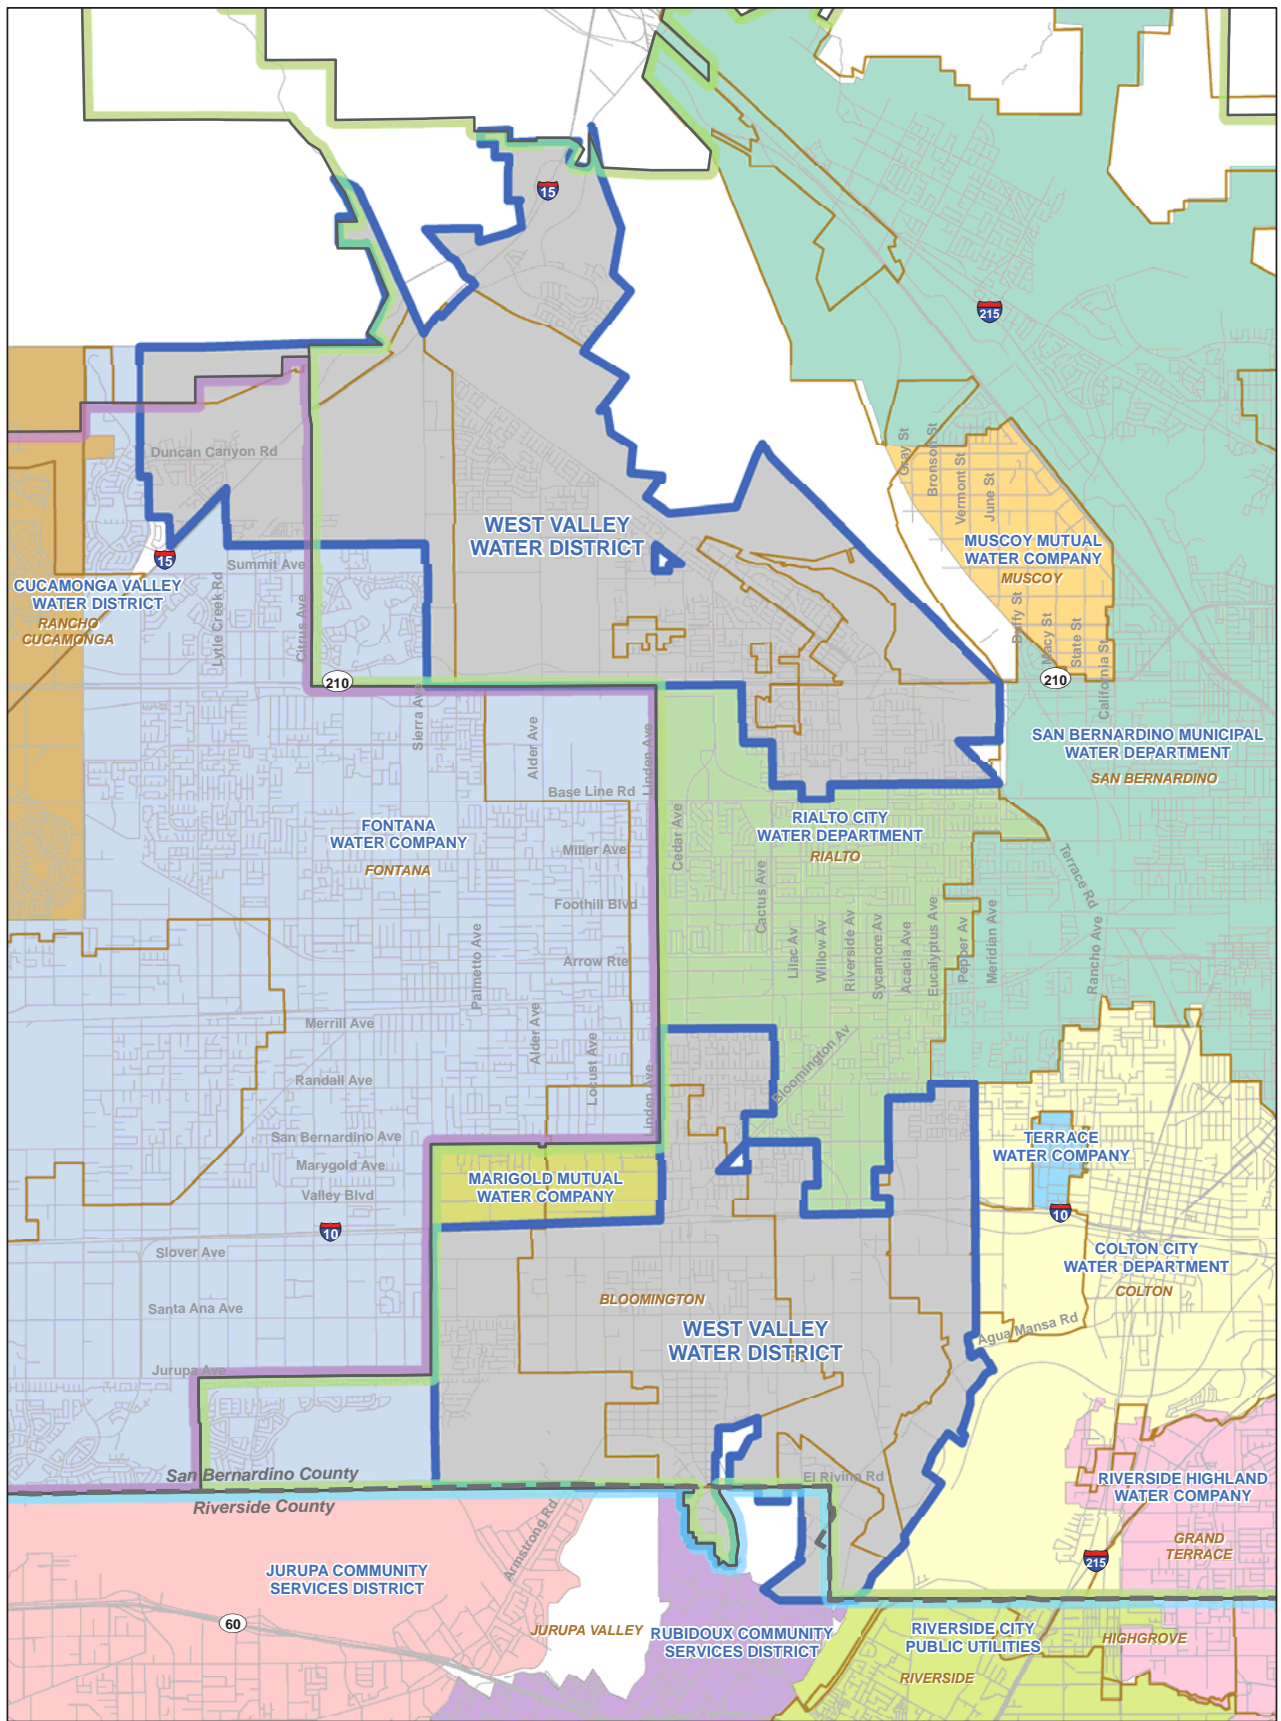 15
215
Gray St
Bronson St
Vermont St
June St
Duncan Canyon Rd
WEST VALLEY
WATER DISTRICT
MUSCOY MUTUAL
WATER COMPANY
MUSCOY
15
Summit Ave
CUCAMONGA VALLEY
WATER DISTRICT
RANCHO
CUCAMONGA
Lytle Creek Rd
Citrus Ave
Duffy St
Macy St
State St
California St
210
210
Sierra Ave
Alder Ave
Linden Ave
SAN BERNARDINO MUNICIPAL
WATER DEPARTMENT
SAN BERNARDINO
Base Line Rd
FONTANA
WATER COMPANY
FONTANA
RIALTO CITY
WATER DEPARTMENT
RIALTO
Miller Ave
Cedar Ave
Terrace Rd
Foothill Blvd
Cactus Ave
Lilac Av
Willow Av
Riverside Av
Sycamore Av
Acacia Ave
Eucalyptus Ave
Pepper Av
Meridian Ave
Rancho Ave
Palmetto Ave
Arrow Rte
Merrill Ave
Alder Ave
Locust Ave
Linden Ave
Bloomington Av
Randall Ave
San Bernardino Ave
Marygold Ave
Valley Blvd
MARIGOLD MUTUAL
WATER COMPANY
TERRACE
WATER COMPANY
10
10
Slover Ave
COLTON CITY
WATER DEPARTMENT
COLTON
Santa Ana Ave
BLOOMINGTON
WEST VALLEY
WATER DISTRICT
Agua Mansa Rd
Jurupa Ave
San Bernardino County
Riverside County
El Rivino Rd
RIVERSIDE HIGHLAND
WATER COMPANY
GRAND
TERRACE
215
Armstrong Rd
JURUPA COMMUNITY
SERVICES DISTRICT
60
JURUPA VALLEY
RUBIDOUX COMMUNITY
SERVICES DISTRICT
RIVERSIDE CITY
PUBLIC UTILITIES
HIGHGROVE
RIVERSIDE